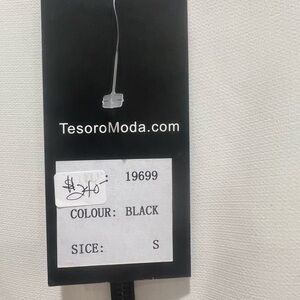 TesoroModa.com
19699
$240
COLOUR: BLACK
SICE: S